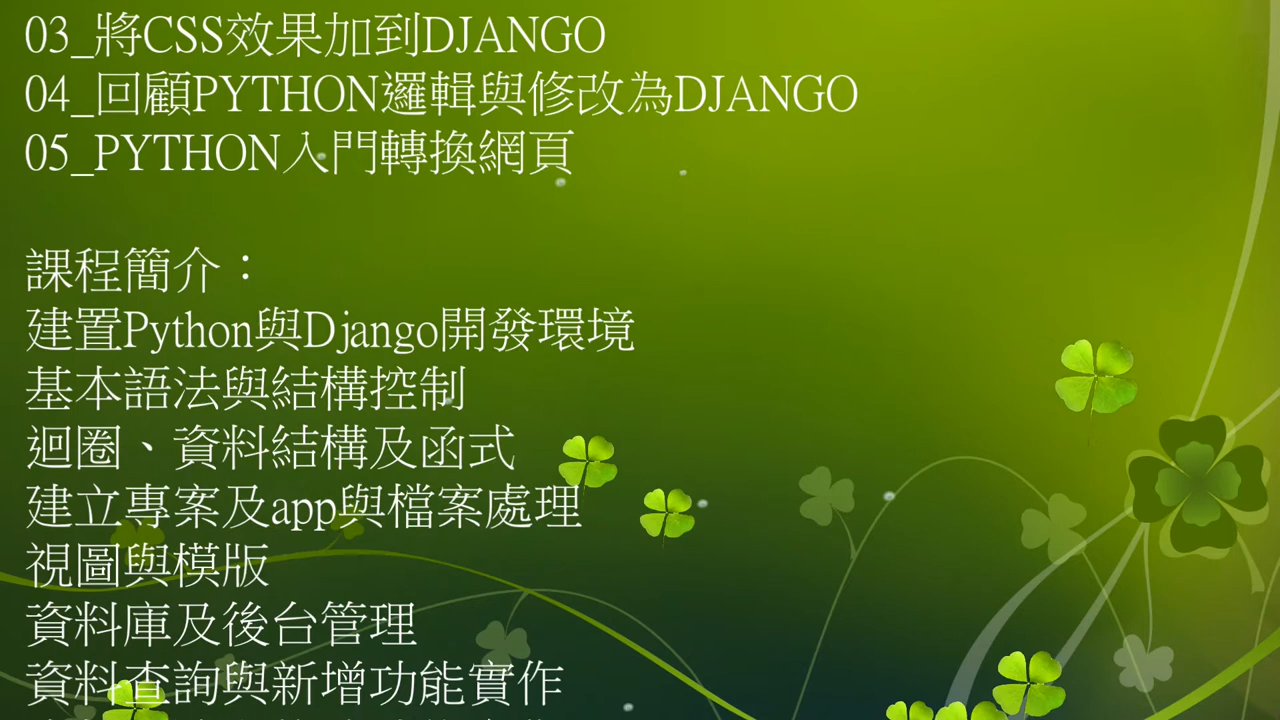 03_將CSS效果加到DJANGO
04_回顧PYTHON邏輯與修改為DJANGO
05_PYTHON入門轉換網頁
課程簡介：
建置Python與Django開發環境
基本語法與結構控制
迴圈、資料結構及函式
建立專案及app與檔案處理
視圖與模版
資料庫及後台管理
資料查詢與新增功能實作